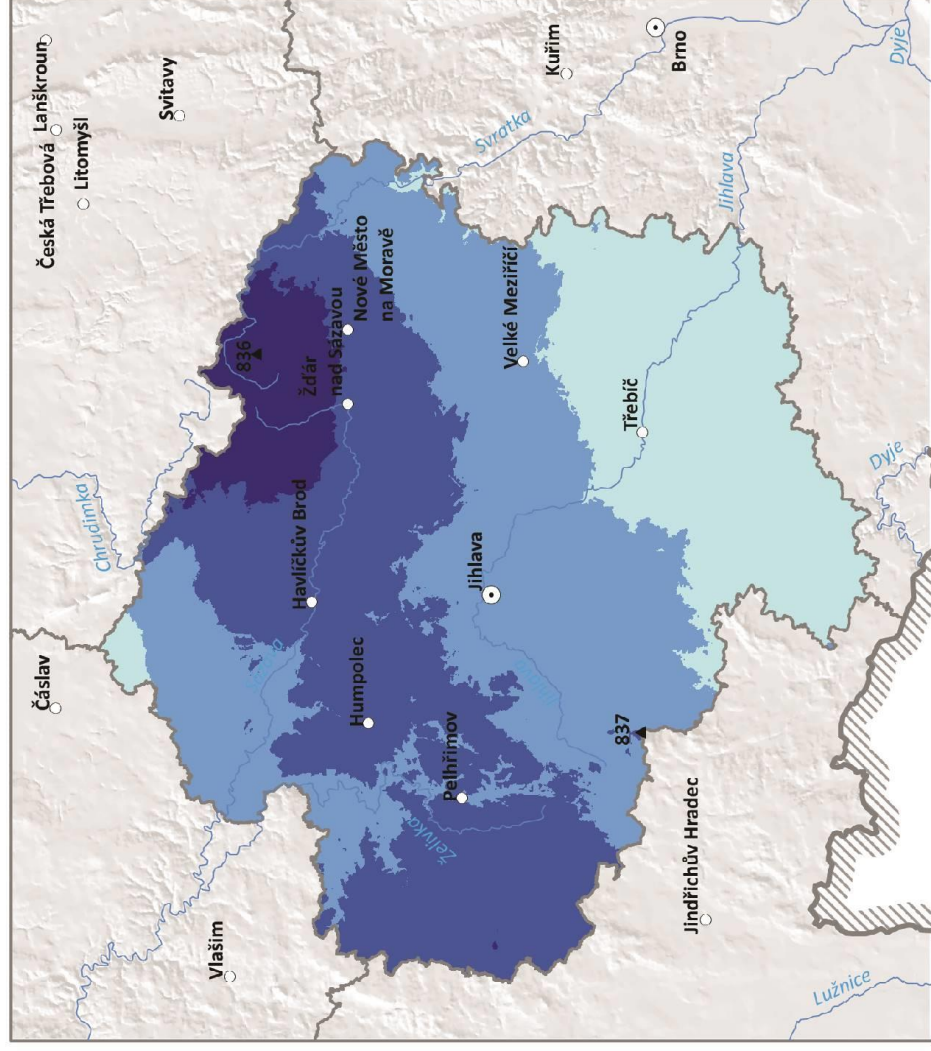 Čáslav
Česká Třebová
Lanškroun
Litomyšl
Chrudimka
Svitavy
Vlašim
836
Havlíčkův Brod
Žďár
nad Sázavou
Humpolec
Nové Město
na Moravě
Želivka
Pelhřimov
Jihlava
Svratka
Velké Meziříčí
Kuřim
837
Třebíč
Brno
Jindřichův Hradec
Jihlava
Lužnice
Dyje
Dyje